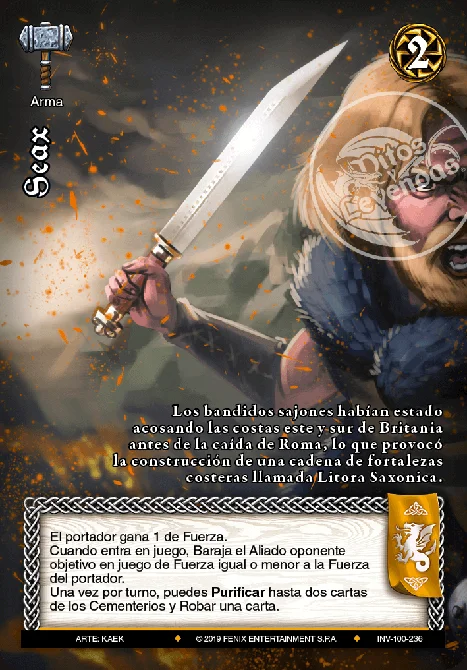 2
Arma
Seax
Mitos
y
Leyendas
Los bandidos sajones habían estado
acosando las costas este y sur de Britania
antes de la caída de Roma, lo que provocó
la construcción de una cadena de fortalezas
costeras llamada Litora Saxonica.
El portador gana 1 de Fuerza.
Cuando entra en juego, Baraja el Aliado oponente
objetivo en juego de Fuerza igual o menor a la Fuerza
del portador.
Una vez por turno, puedes Purificar hasta dos cartas
de los Cementerios y Robar una carta.
ARTE: KAEK ♦ © 2019 FENIX ENTERTAINMENT S.P.A. ♦ INV-100-236